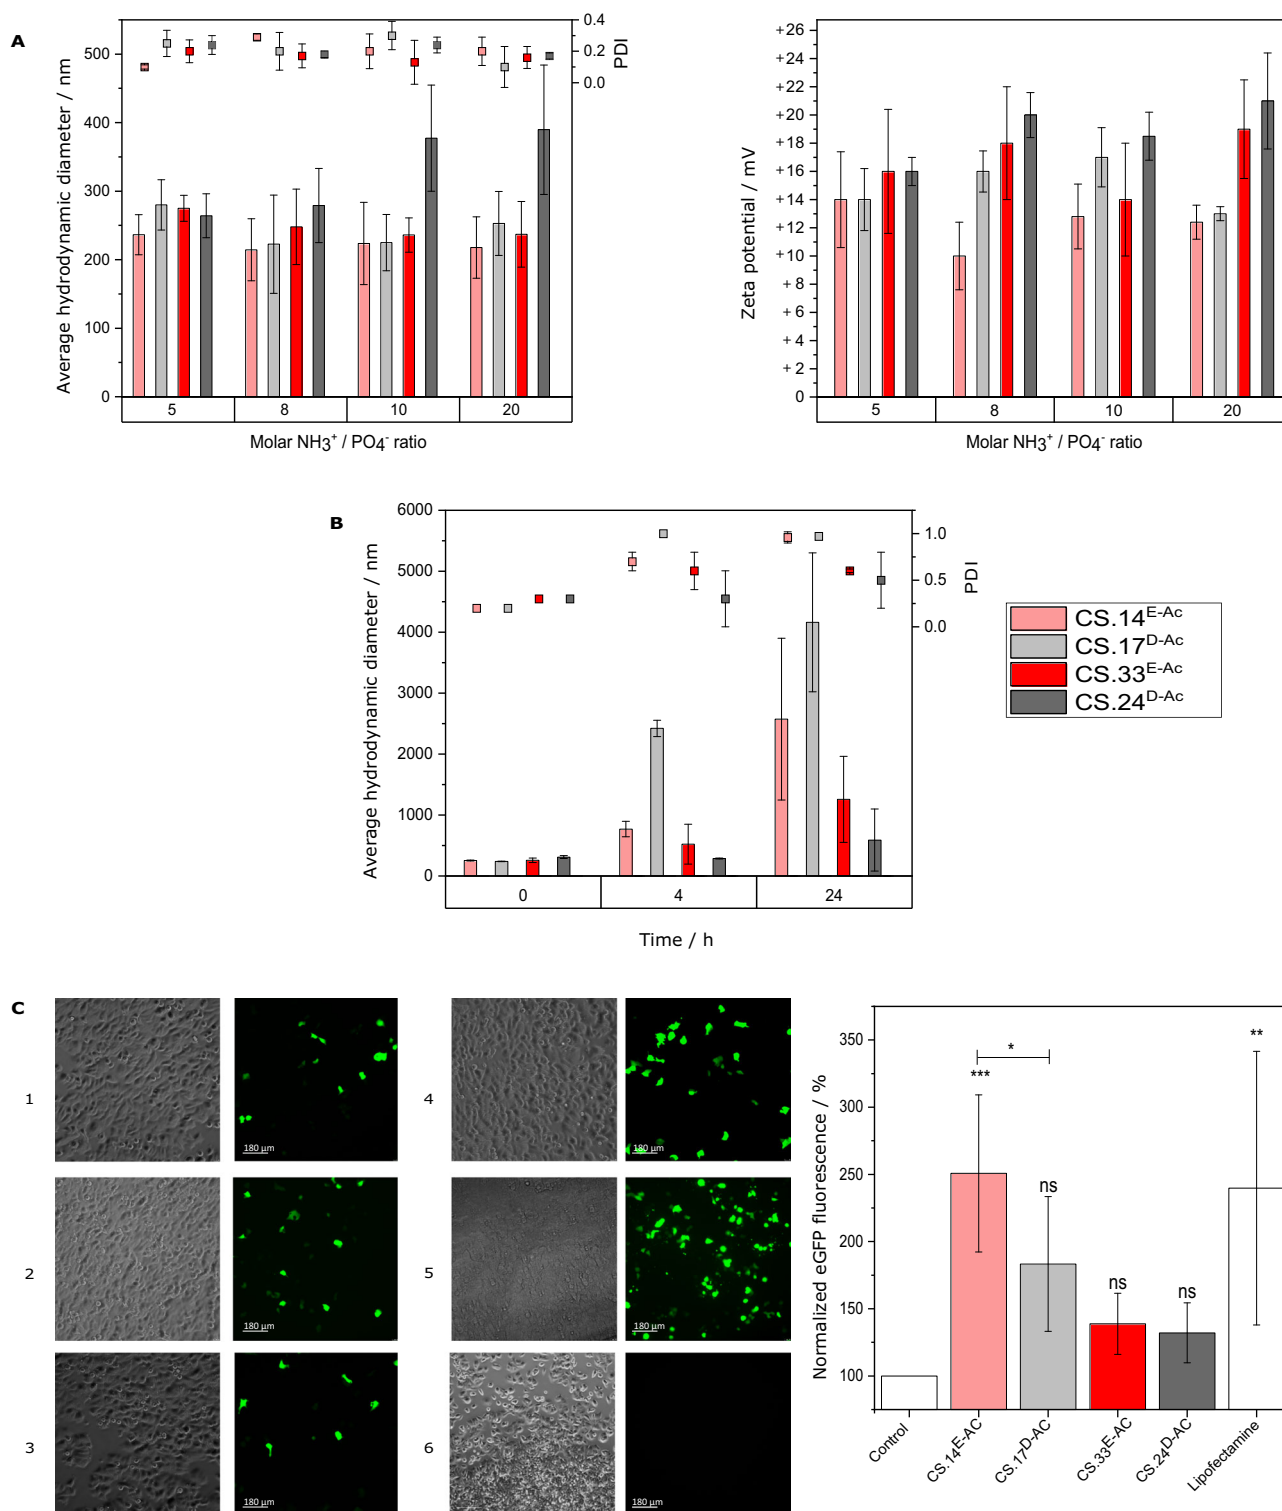 A
Average hydrodynamic diameter / nm
500
400
300
200
100
0
0.4
0.2
0.0
PDI
5 8 10 20
Molar NH3+ / PO4- ratio
Zeta potential / mV
+26
+24
+22
+20
+18
+16
+14
+12
+10
+8
+6
+4
+2
0
5 8 10 20
Molar NH3+ / PO4- ratio
B
Average hydrodynamic diameter / nm
6000
5000
4000
3000
2000
1000
0
1.0
0.5
0.0
PDI
0 4 24
Time / h
CS.14E-Ac
CS.17D-Ac
CS.33E-Ac
CS.24D-Ac
C
1
180 µm
4
180 µm
2
180 µm
5
180 µm
3
180 µm
6
180 µm
Normalized eGFP fluorescence / %
350
300
250
200
150
100
***
*
ns
ns
ns
**
Control
CS.14E-AC
CS.17D-AC
CS.33E-AC
CS.24D-AC
Lipofectamine